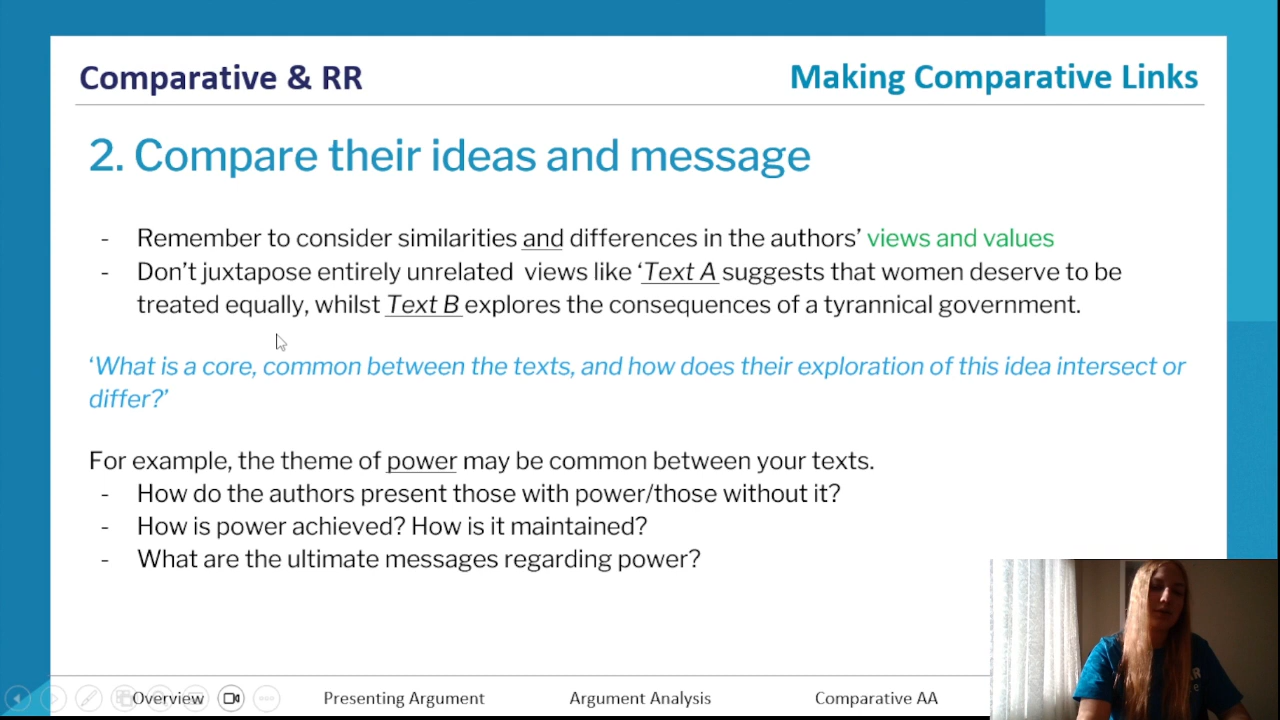 Comparative & RR
Making Comparative Links
2. Compare their ideas and message
- Remember to consider similarities and differences in the authors’ views and values
- Don’t juxtapose entirely unrelated views like ‘Text A suggests that women deserve to be
treated equally, whilst Text B explores the consequences of a tyrannical government.
‘What is a core, common between the texts, and how does their exploration of this idea intersect or
differ?’
For example, the theme of power may be common between your texts.
- How do the authors present those with power/those without it?
- How is power achieved? How is it maintained?
- What are the ultimate messages regarding power?
Overview
Presenting Argument
Argument Analysis
Comparative AA